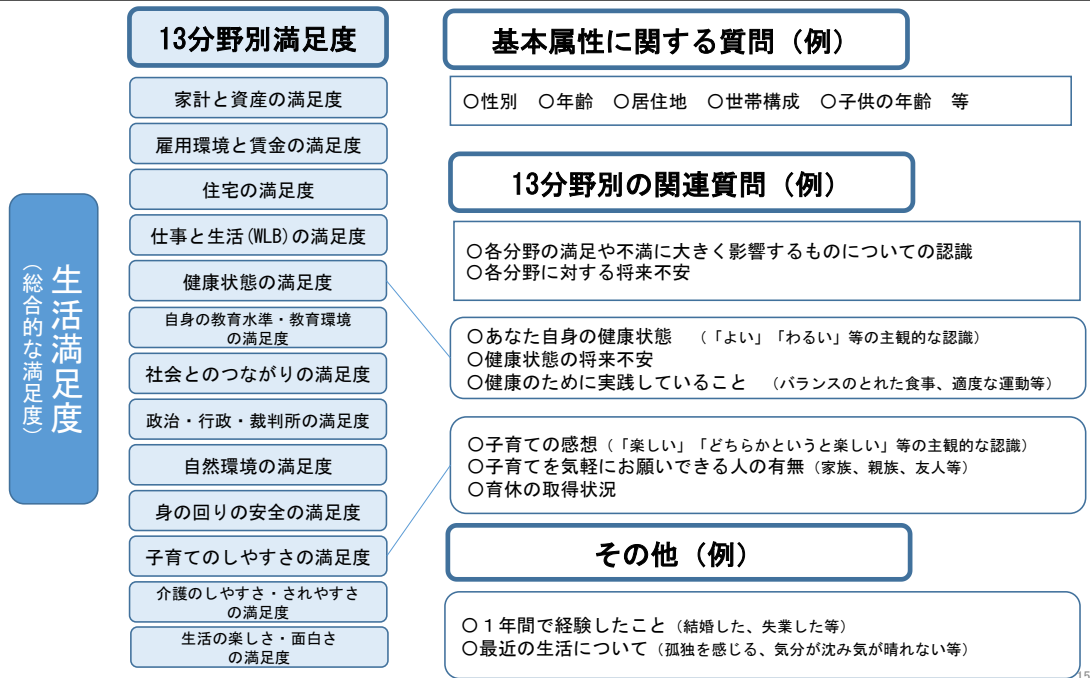 生活満足度
(総合的な満足度)
13分野別満足度
家計と資産の満足度
雇用環境と賃金の満足度
住宅の満足度
仕事と生活(WLB)の満足度
健康状態の満足度
自身の教育水準・教育環境
の満足度
社会とのつながりの満足度
政治・行政・裁判所の満足度
自然環境の満足度
身の回りの安全の満足度
子育てのしやすさの満足度
介護のしやすさ・されやすさ
の満足度
生活の楽しさ・面白さ
の満足度
基本属性に関する質問(例)
○性別 ○年齢 ○居住地 ○世帯構成 ○子供の年齢 等
13分野別の関連質問(例)
○各分野の満足や不満に大きく影響するものについての認識
○各分野に対する将来不安
○あなた自身の健康状態 (「よい」「わるい」等の主観的な認識)
○健康状態の将来不安
○健康のために実践していること (バランスのとれた食事、適度な運動等)
○子育ての感想(「楽しい」「どちらかというと楽しい」等の主観的な認識)
○子育てを気軽にお願いできる人の有無(家族、親族、友人等)
○育休の取得状況
その他(例)
○1年間で経験したこと(結婚した、失業した等)
○最近の生活について(孤独を感じる、気分が沈み気が晴れない等)
15